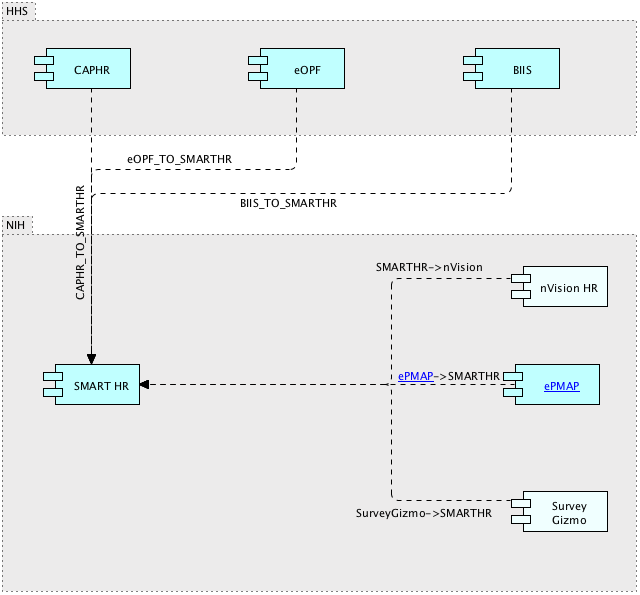 HHS
CAPHR
eOPF
BIIS
eOPF_TO_SMARTHR
BIIS_TO_SMARTHR
CAPHR_TO_SMARTHR
NIH
SMARTHR->nVision
nVision HR
ePMAP->SMARTHR
SMART HR
ePMAP
SurveyGizmo->SMARTHR
Survey
Gizmo